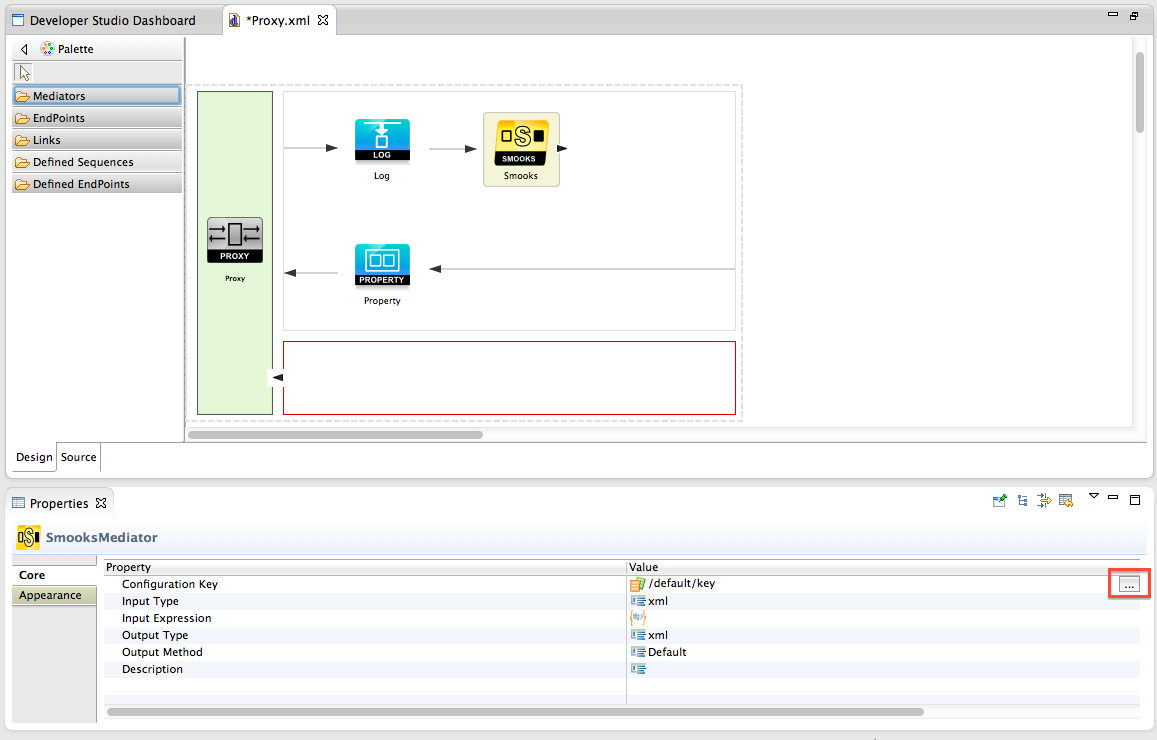 Developer Studio Dashboard
*Proxy.xml
Palette
Mediators
EndPoints
Links
Defined Sequences
Defined EndPoints
LOG
Log
S
SMOOKS
Smooks
PROXY
Proxy
PROPERTY
Property
Design
Source
Properties
S
SmooksMediator
Core
Appearance
Property Value
Configuration Key /default/key ...
Input Type xml
Input Expression
Output Type xml
Output Method Default
Description